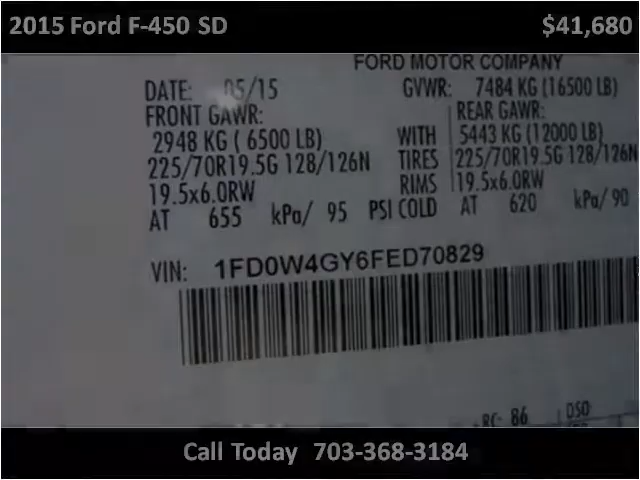 2015 Ford F-450 SD $41,680
FORD MOTOR COMPANY
DATE: 05/15 GVWR: 7484 KG (16500 LB)
FRONT GAWR: REAR GAWR:
2948 KG ( 6500 LB) WITH 5443 KG (12000 LB)
225/70R19.5G 128/126N TIRES 225/70R19.5G 128/126N
19.5x6.0RW RIMS 19.5x6.0RW
AT 655 kPa/ 95 PSI COLD AT 620 kPa/ 90
VIN: 1FD0W4GY6FED70829
RC: 86 DSO
Call Today 703-368-3184